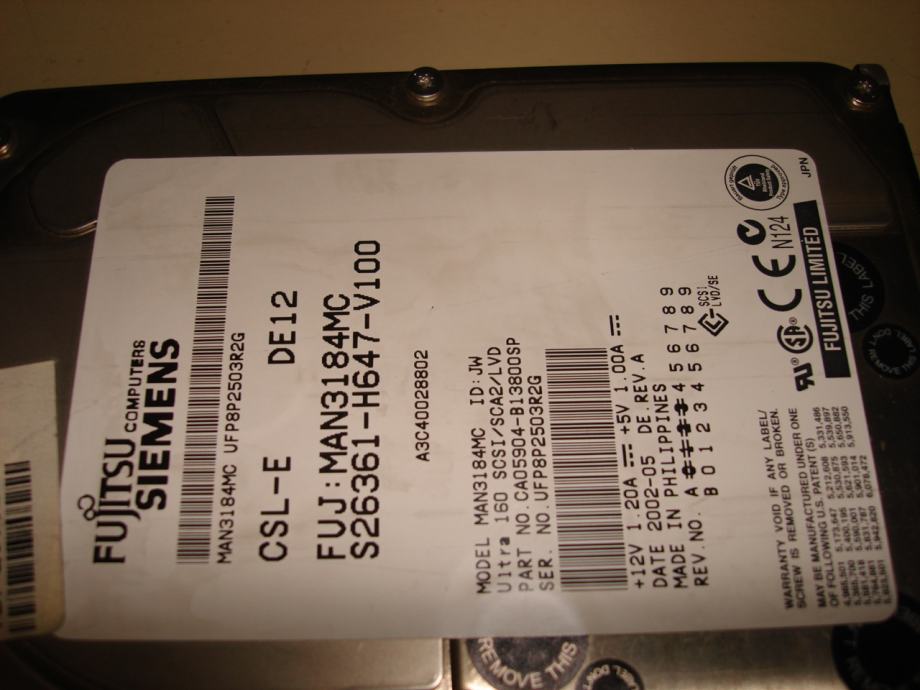 FUJITSU COMPUTERS
SIEMENS
MAN3184MC UFP8P2503R2G
CSL-E DE12
FUJ:MAN3184MC
S26361-H647-V100
A3C40028802
MODEL MAN3184MC ID:JW
Ultra 160 SCSI/SCA2/LVD
PART NO.CA05904-B13800SP
SER. NO.UFP8P2503R2G
+12V 1.20A +5V 1.00A
DATE 2002-05 DE.REV.A
MADE IN PHILIPPINES
REV.NO. A 4 5 6 7 8 9
B 0 1 2 3 4 5 6 7 8 9
SCSI
LVD/SE
N124
FUJITSU LIMITED
JPN
WARRANTY VOID IF ANY LABEL/
SCREW IS REMOVED OR BROKEN.
MAY BE MANUFACTURED UNDER ONE
OF FOLLOWING U.S. PATENT (S)
REMOVE THIS
LABEL
THIS LABEL